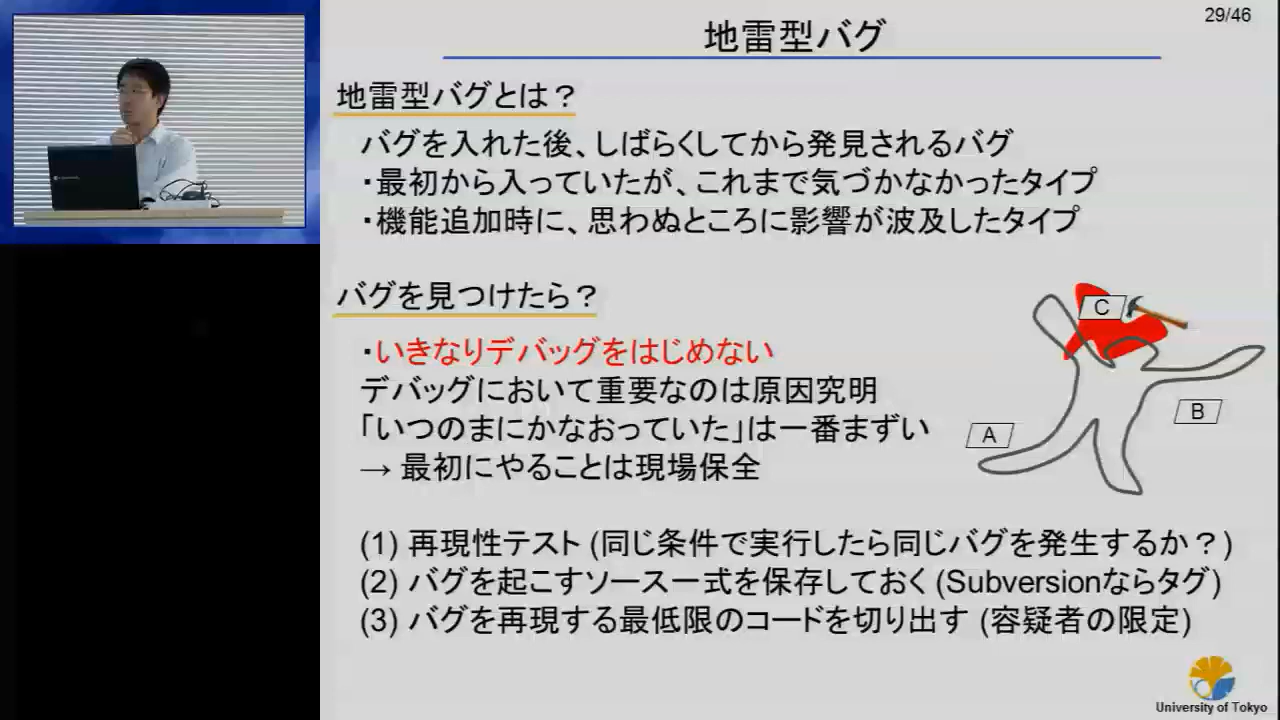 29/46
地雷型バグ
地雷型バグとは？
バグを入れた後、しばらくしてから発見されるバグ
・最初から入っていたが、これまで気づかなかったタイプ
・機能追加時に、思わぬところに影響が波及したタイプ
バグを見つけたら？
・いきなりデバッグをはじめない
デバッグにおいて重要なのは原因究明
「いつのまにかなおっていた」は一番まずい
→ 最初にやることは現場保全
C
B
A
(1) 再現性テスト (同じ条件で実行したら同じバグを発生するか？)
(2) バグを起こすソース一式を保存しておく (Subversionならタグ)
(3) バグを再現する最低限のコードを切り出す (容疑者の限定)
University of Tokyo